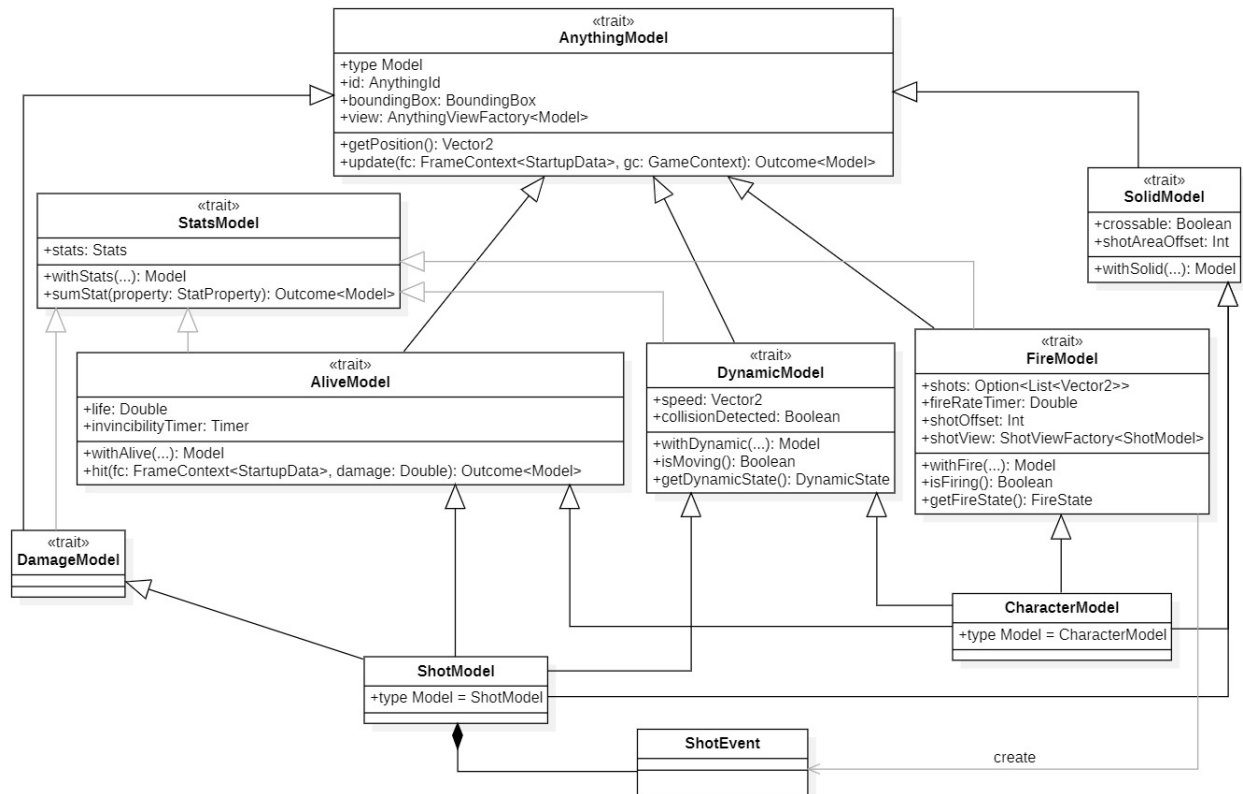 «trait»
AnythingModel
+type Model
+id: AnythingId
+boundingBox: BoundingBox
+view: AnythingViewFactory<Model>
+getPosition(): Vector2
+update(fc: FrameContext<StartupData>, gc: GameContext): Outcome<Model>
«trait»
StatsModel
+stats: Stats
+withStats(...): Model
+sumStat(property: StatProperty): Outcome<Model>
«trait»
SolidModel
+crossable: Boolean
+shotAreaOffset: Int
+withSolid(...): Model
«trait»
AliveModel
+life: Double
+invincibilityTimer: Timer
+withAlive(...): Model
+hit(fc: FrameContext<StartupData>, damage: Double): Outcome<Model>
«trait»
DynamicModel
+speed: Vector2
+collisionDetected: Boolean
+withDynamic(...): Model
+isMoving(): Boolean
+getDynamicState(): DynamicState
«trait»
FireModel
+shots: Option<List<Vector2>>
+fireRateTimer: Double
+shotOffset: Int
+shotView: ShotViewFactory<ShotModel>
+withFire(...): Model
+isFiring(): Boolean
+getFireState(): FireState
«trait»
DamageModel
CharacterModel
+type Model = CharacterModel
ShotModel
+type Model = ShotModel
ShotEvent
create